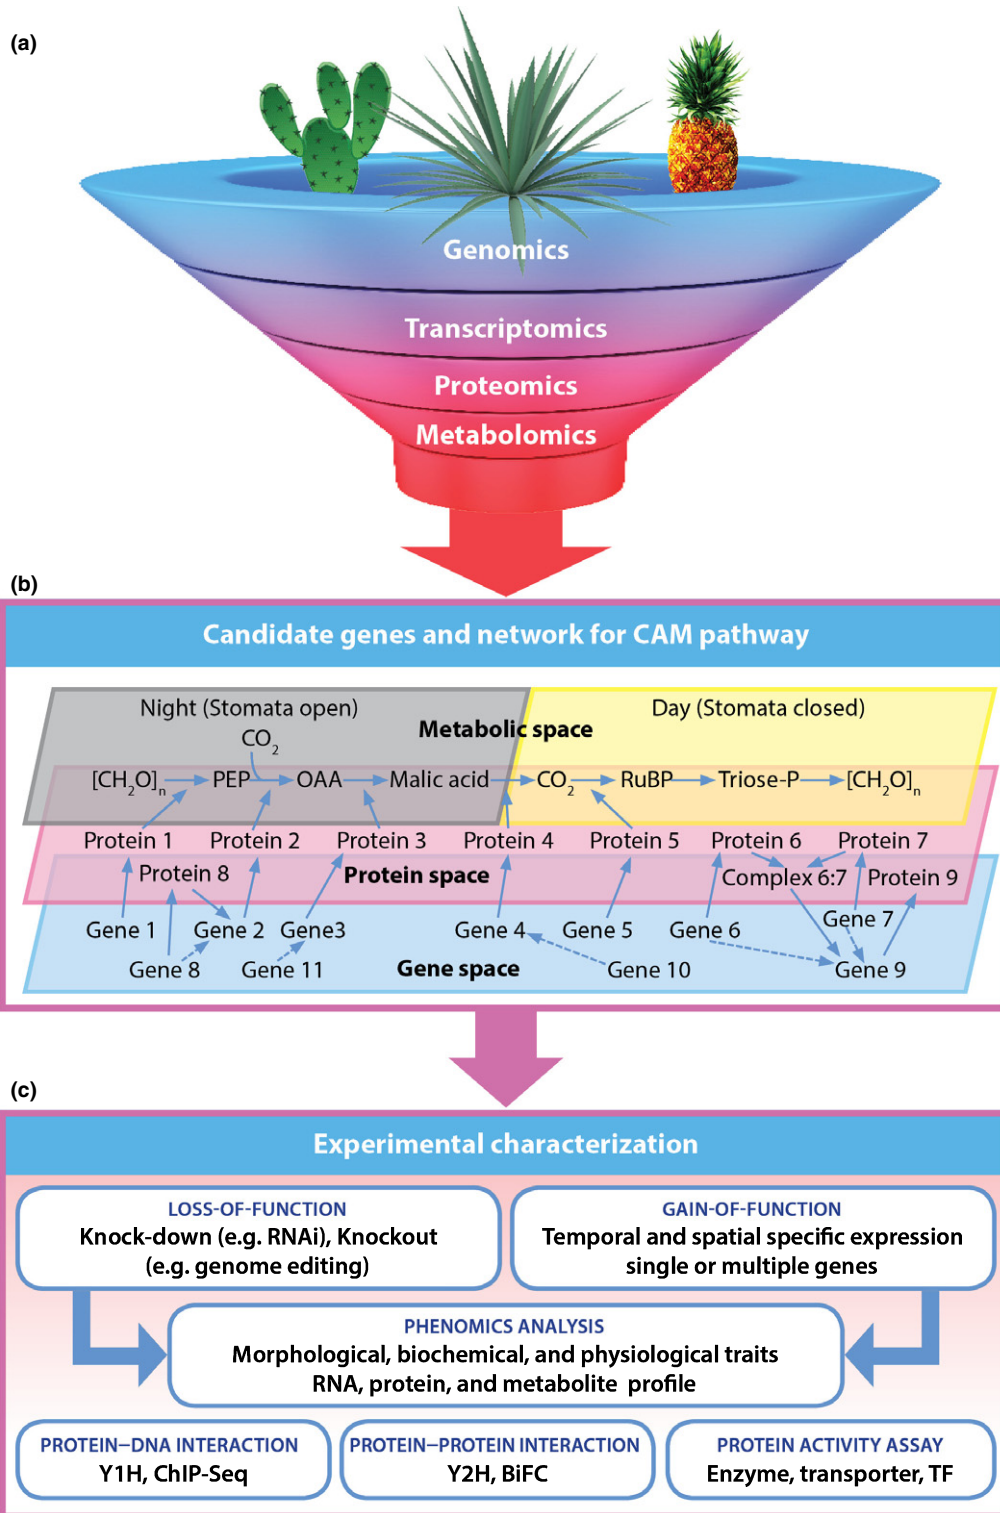 (a)
Genomics
Transcriptomics
Proteomics
Metabolomics
(b)
Candidate genes and network for CAM pathway
Night (Stomata open)
Day (Stomata closed)
Metabolic space
CO2
[CH2O]n
PEP
OAA
Malic acid
CO2
RuBP
Triose-P
[CH2O]n
Protein 1
Protein 2
Protein 3
Protein 4
Protein 5
Protein 6
Protein 7
Protein 8
Protein space
Complex 6:7
Protein 9
Gene 1
Gene 2
Gene3
Gene 4
Gene 5
Gene 6
Gene 7
Gene 8
Gene 11
Gene space
Gene 10
Gene 9
(c)
Experimental characterization
LOSS-OF-FUNCTION
Knock-down (e.g. RNAi), Knockout
(e.g. genome editing)
GAIN-OF-FUNCTION
Temporal and spatial specific expression
single or multiple genes
PHENOMICS ANALYSIS
Morphological, biochemical, and physiological traits
RNA, protein, and metabolite profile
PROTEIN–DNA INTERACTION
Y1H, ChIP-Seq
PROTEIN–PROTEIN INTERACTION
Y2H, BiFC
PROTEIN ACTIVITY ASSAY
Enzyme, transporter, TF